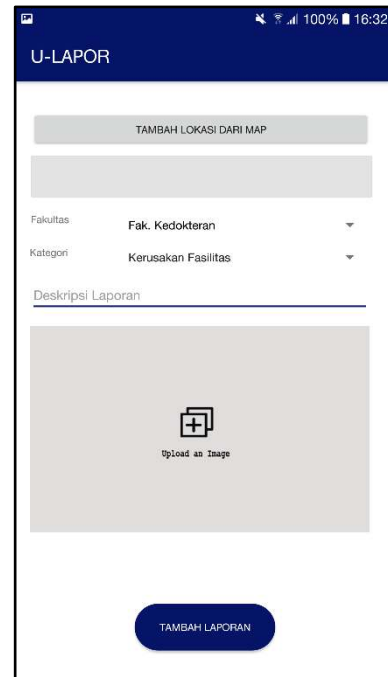 100% 16:32
U-LAPOR
TAMBAH LOKASI DARI MAP
Fakultas Fak. Kedokteran
Kategori Kerusakan Fasilitas
Deskripsi Laporan
Upload an Image
TAMBAH LAPORAN